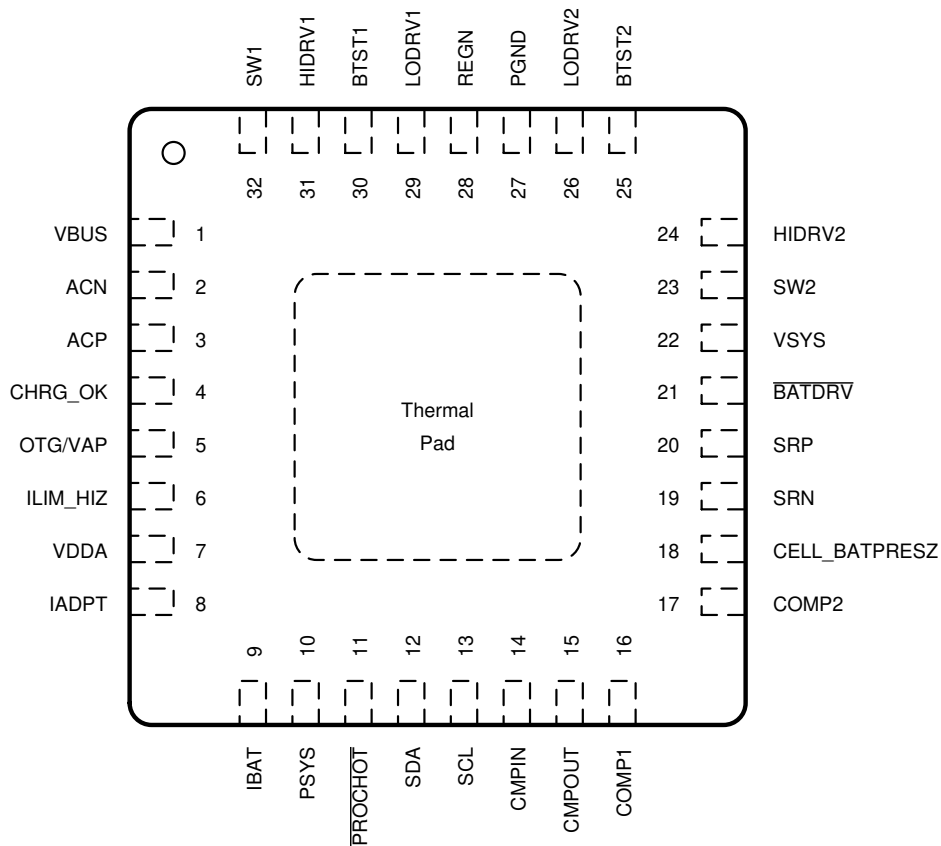 SW1
HIDRV1
BTST1
LODRV1
REGN
PGND
LODRV2
BTST2
32
31
30
29
28
27
26
25
VBUS 1
ACN 2
ACP 3
CHRG_OK 4
OTG/VAP 5
ILIM_HIZ 6
VDDA 7
IADPT 8
24 HIDRV2
23 SW2
22 VSYS
21 BATDRV
20 SRP
19 SRN
18 CELL_BATPRESZ
17 COMP2
Thermal
Pad
9
10
11
12
13
14
15
16
IBAT
PSYS
PROCHOT
SDA
SCL
CMPIN
CMPOUT
COMP1